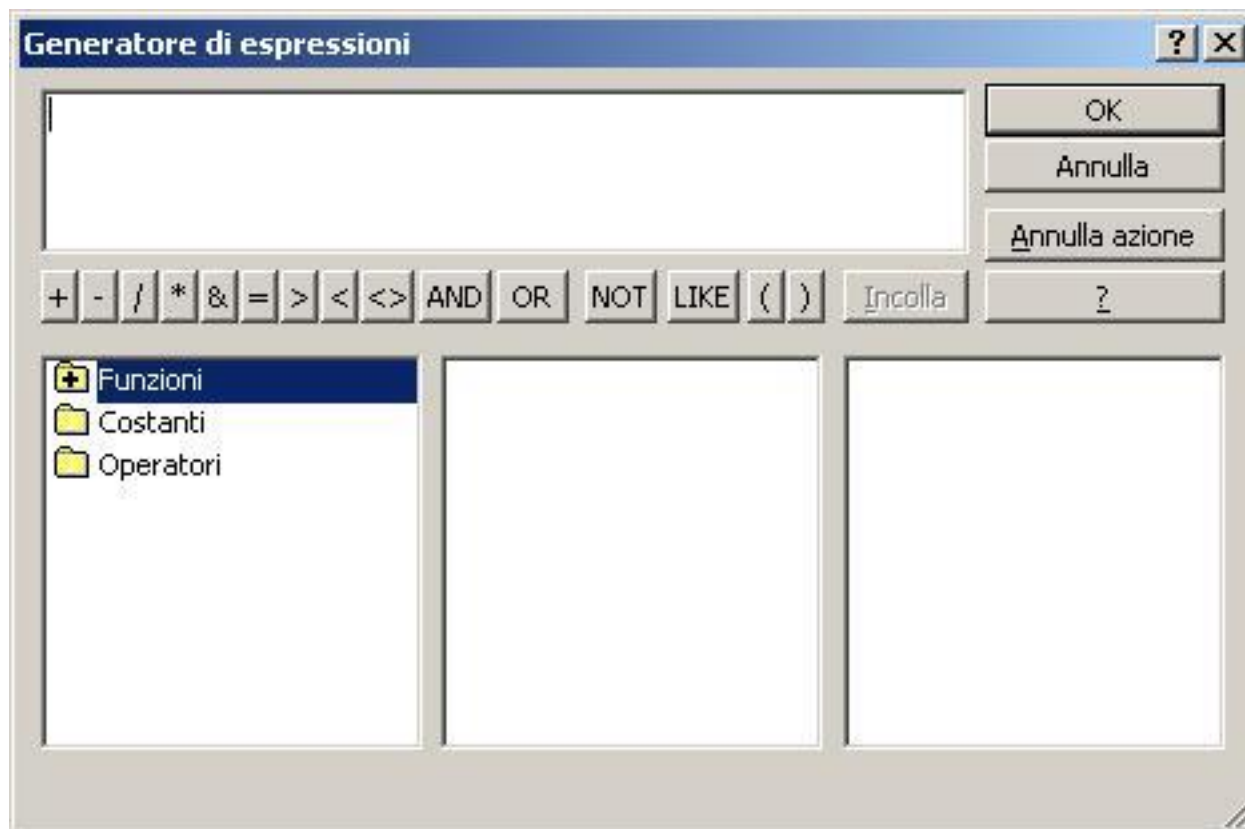 Generatore di espressioni
? ×
OK
Annulla
Annulla azione
+ - / * & = > < <> AND OR NOT LIKE ( ) Incolla ?
Funzioni
Costanti
Operatori